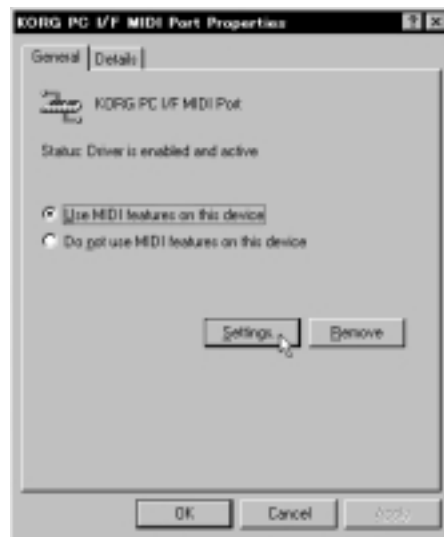 KORG PC I/F MIDI Port Properties
General Details
KORG PC I/F MIDI Port
Status: Driver is enabled and active
Use MIDI features on this device
Do not use MIDI features on this device
Settings... Remove
OK Cancel Apply